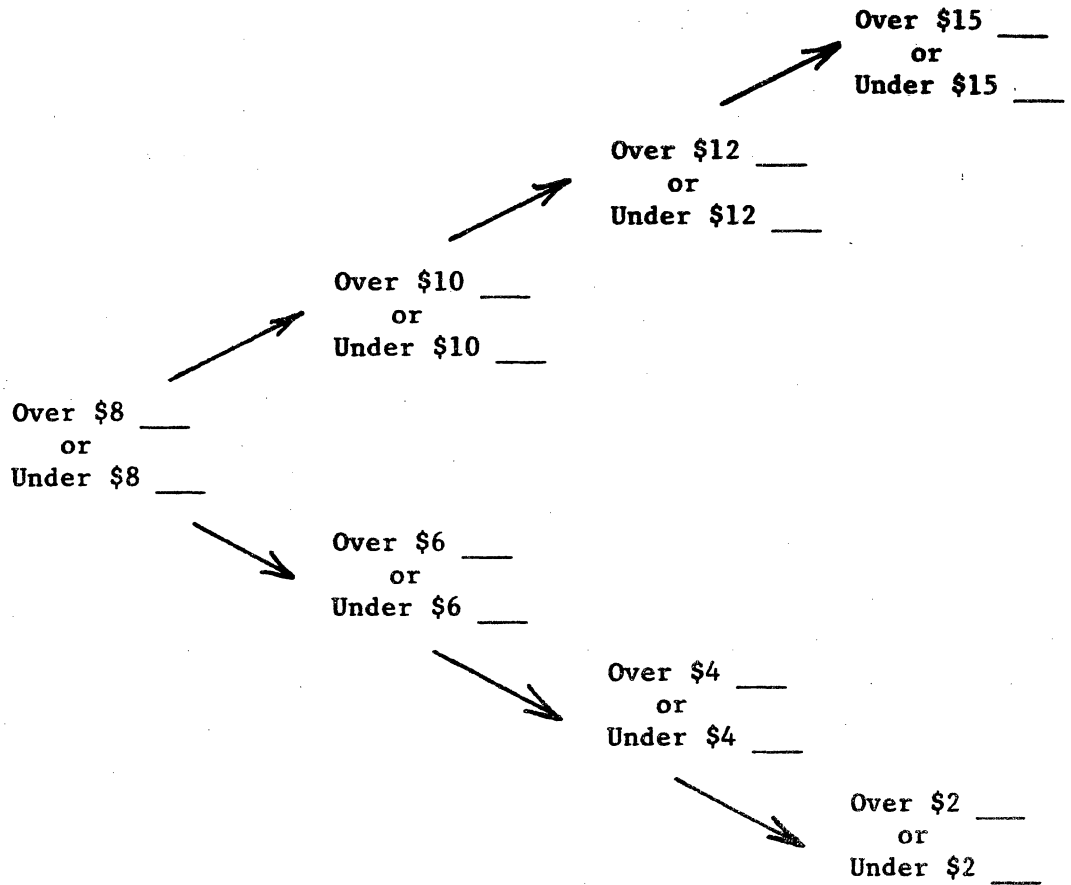 Over $15 ___
or
Under $15 ___
Over $12 ___
or
Under $12 ___
Over $10 ___
or
Under $10 ___
Over $8 ___
or
Under $8 ___
Over $6 ___
or
Under $6 ___
Over $4 ___
or
Under $4 ___
Over $2 ___
or
Under $2 ___